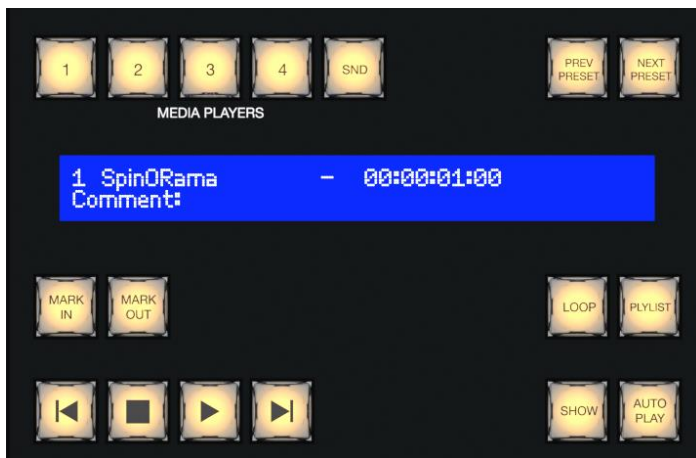 1 2 3 4 SND PREV PRESET NEXT PRESET
MEDIA PLAYERS
1 SpinORama - 00:00:01:00
Comment:
MARK IN MARK OUT LOOP PLYLIST
SHOW AUTO PLAY